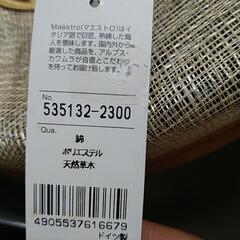 Maéstro(マエストロ)はイ
タリア語で巨匠、熟練した職
人を意味します。国内外から
厳選した商品を、アルプス・
カワムラが自信とこだわり
を持ってお届け致します。
No.
535132-2300
Qua.
綿
ポリエステル
天然草木
4905537616679
ドイツ製